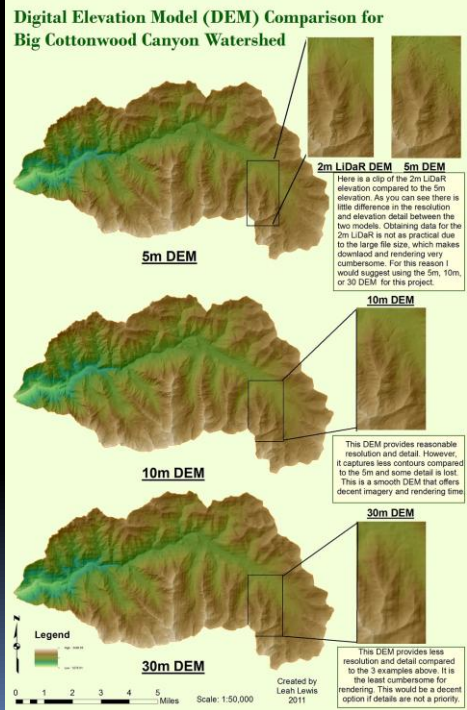 Digital Elevation Model (DEM) Comparison for
Big Cottonwood Canyon Watershed
2m LiDaR DEM
5m DEM
Here is a clip of the 2m LiDaR
elevation compared to the 5m
elevation. As you can see there is
little difference in the resolution
and elevation detail between the
two models. Obtaining data for the
2m LiDaR is not as practical due
to the large file size, which makes
downlaod and rendering very
cumbersome. For this reason I
would suggest using the 5m, 10m,
or 30 DEM for this project.
5m DEM
10m DEM
This DEM provides reasonable
resolution and detail. However,
it captures less contours compared
to the 5m and some detail is lost.
This is a smooth DEM that offers
decent imagery and rendering time.
10m DEM
30m DEM
This DEM provides less
resolution and detail compared
to the 3 examples above. It is
the least cumbersome for
rendering. This would be a decent
option if details are not a priority.
30m DEM
N
Legend
0 1 2 3 4 5
Miles
Scale: 1:50,000
Created by
Leah Lewis
2011